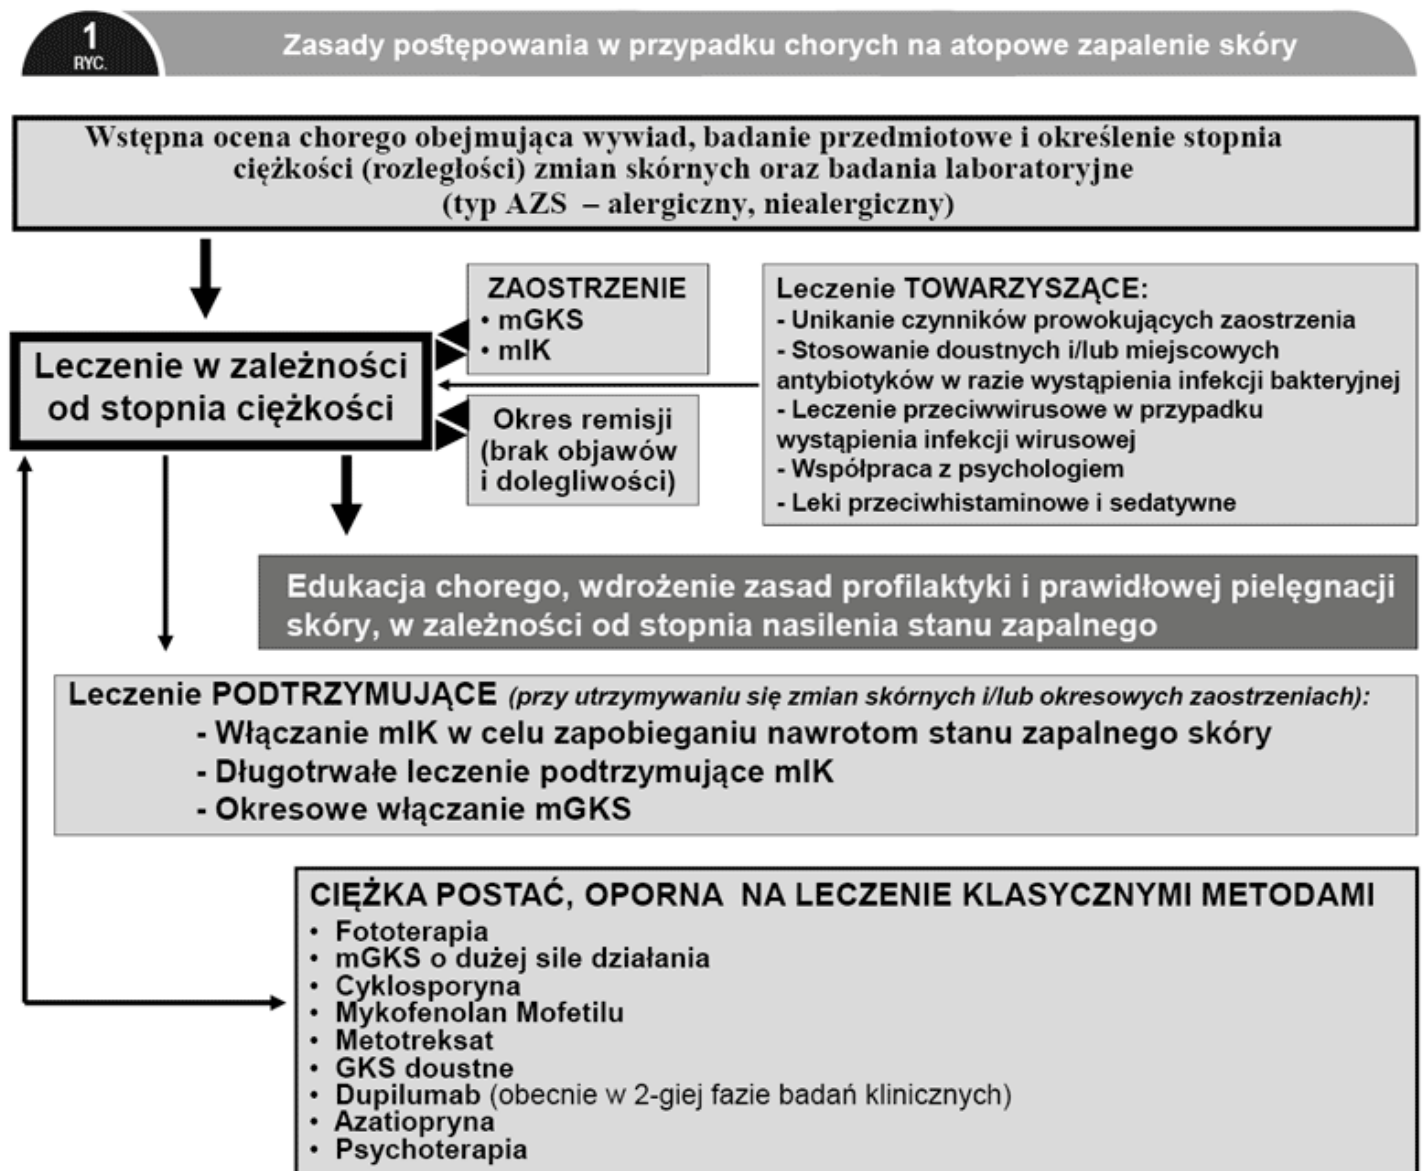 1
RYC.
Zasady postępowania w przypadku chorych na atopowe zapalenie skóry
Wstępna ocena chorego obejmująca wywiad, badanie przedmiotowe i określenie stopnia
ciężkości (rozległości) zmian skórnych oraz badania laboratoryjne
(typ AZS – alergiczny, niealergiczny)
Leczenie w zależności
od stopnia ciężkości
ZAOSTRZENIE
• mGKS
• mIK
Okres remisji
(brak objawów
i dolegliwości)
Leczenie TOWARZYSZĄCE:
- Unikanie czynników prowokujących zaostrzenia
- Stosowanie doustnych i/lub miejscowych
antybiotyków w razie wystąpienia infekcji bakteryjnej
- Leczenie przeciwwirusowe w przypadku
wystąpienia infekcji wirusowej
- Współpraca z psychologiem
- Leki przeciwhistaminowe i sedatywne
Edukacja chorego, wdrożenie zasad profilaktyki i prawidłowej pielęgnacji
skóry, w zależności od stopnia nasilenia stanu zapalnego
Leczenie PODTRZYMUJĄCE (przy utrzymywaniu się zmian skórnych i/lub okresowych zaostrzeniach):
- Włączanie mIK w celu zapobieganiu nawrotom stanu zapalnego skóry
- Długotrwałe leczenie podtrzymujące mIK
- Okresowe włączanie mGKS
CIĘŻKA POSTAĆ, OPORNA NA LECZENIE KLASYCZNYMI METODAMI
• Fototerapia
• mGKS o dużej sile działania
• Cyklosporyna
• Mykofenolan Mofetilu
• Metotreksat
• GKS doustne
• Dupilumab (obecnie w 2-giej fazie badań klinicznych)
• Azatiopryna
• Psychoterapia